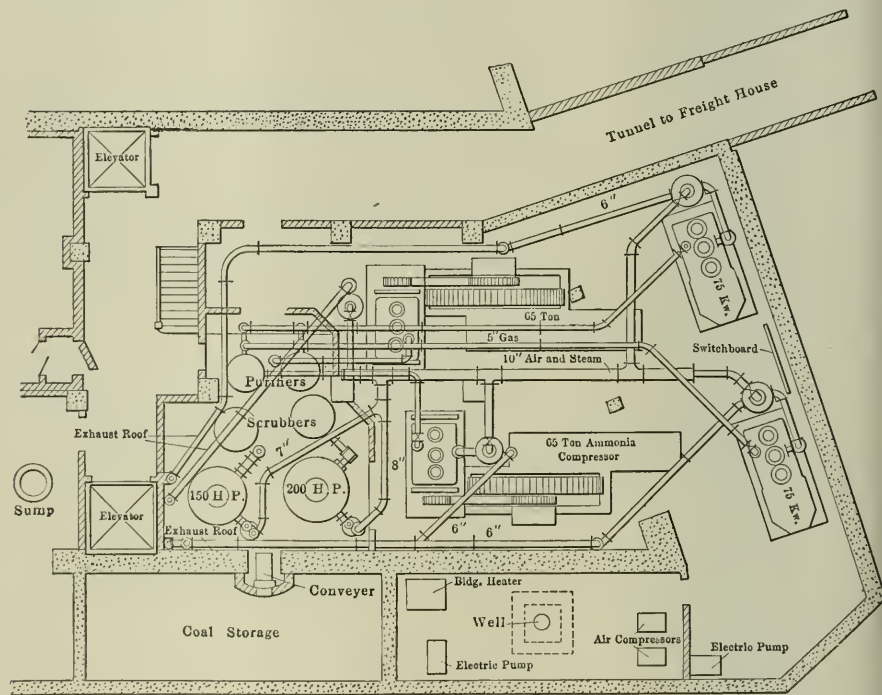 Tunnel to Freight House
Elevator
6"
75 Kw.
65 Ton
5" Gas
10" Air and Steam
Switchboard
Purifiers
Scrubbers
Exhaust Roof
7"
8"
65 Ton Ammonia
Compressor
75 Kw.
150 H.P.
200 H.P.
Sump
Elevator
Exhaust Roof
6"
6"
Conveyer
Bldg. Heater
Coal Storage
Well
Air Compressors
Electric Pump
Electric Pump